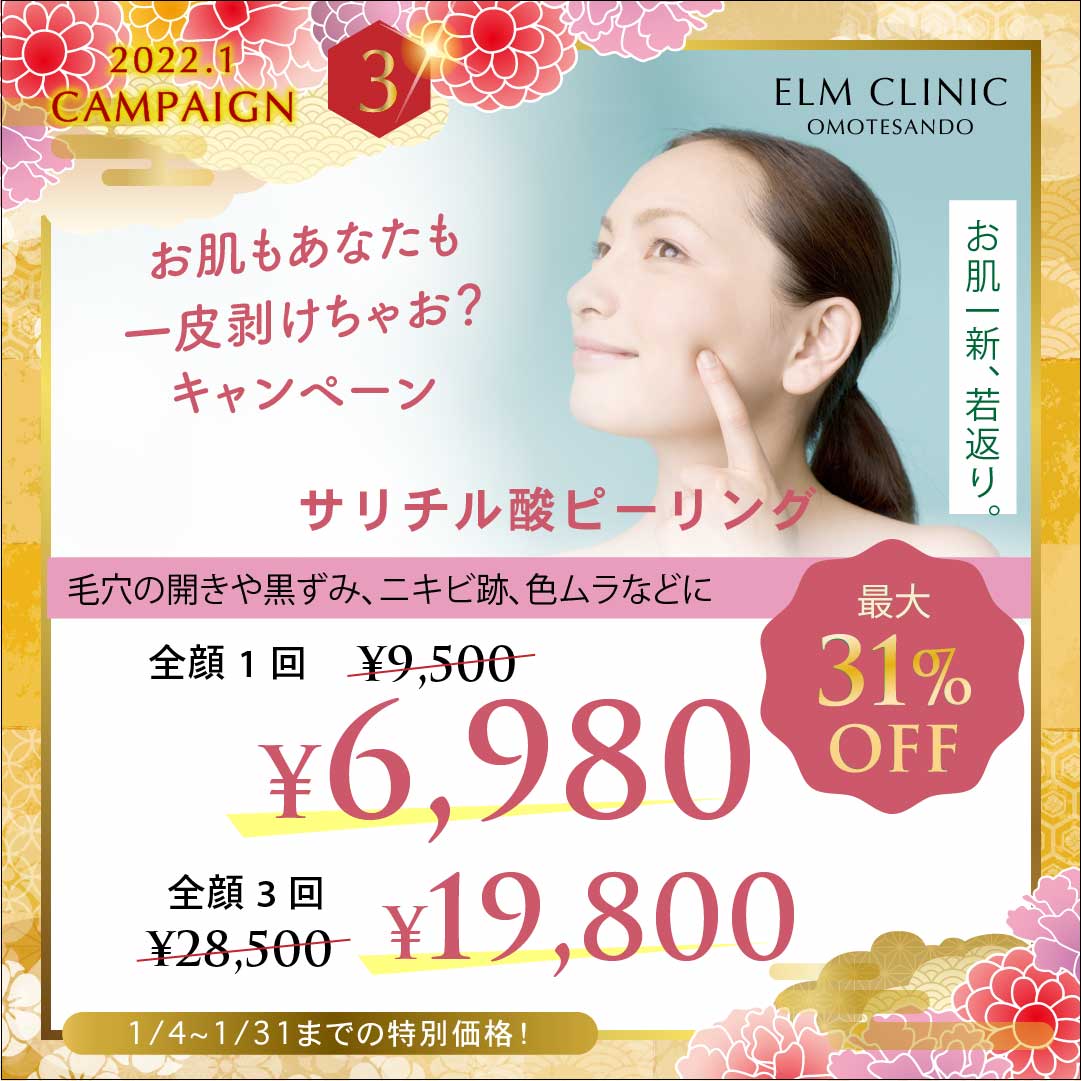 2022.1
CAMPAIGN
3
ELM CLINIC
OMOTESANDO
お肌もあなたも
一皮剥けちゃお?
キャンペーン
お肌一新、若返り。
サリチル酸ピーリング
毛穴の開きや黒ずみ、ニキビ跡、色ムラなどに
最大
31%
OFF
全顔 1 回 ¥9,500
¥6,980
全顔 3 回
¥28,500
¥19,800
1/4~1/31までの特別価格!